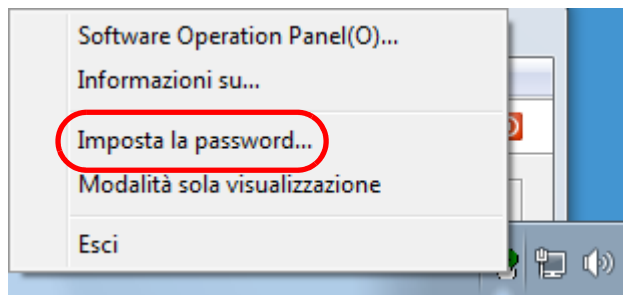 Software Operation Panel(O)...
Informazioni su...
Imposta la password...
Modalità sola visualizzazione
Esci